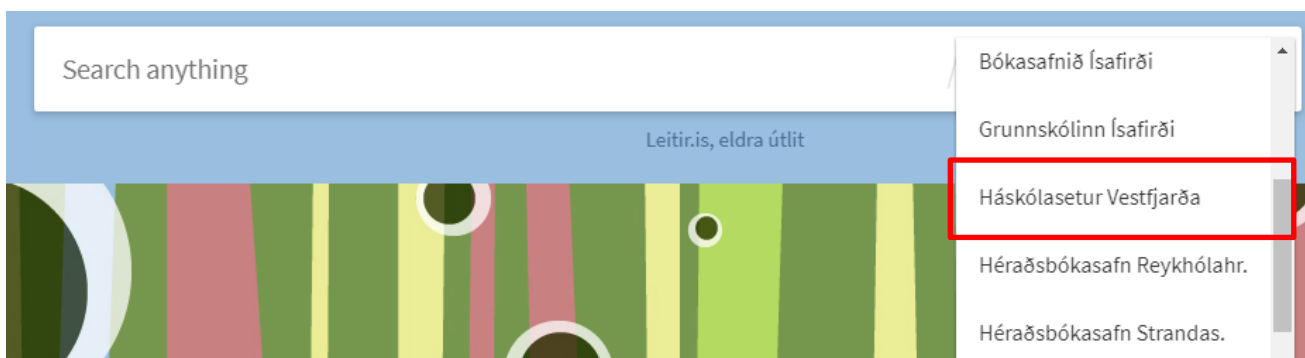 Search anything
Bókasafnið Ísafirði
Grunnskólinn Ísafirði
Leitir.is, eldra útlit
Háskólasetur Vestfjarða
Héraðsbókasafn Reykhólahr.
Héraðsbókasafn Strandas.